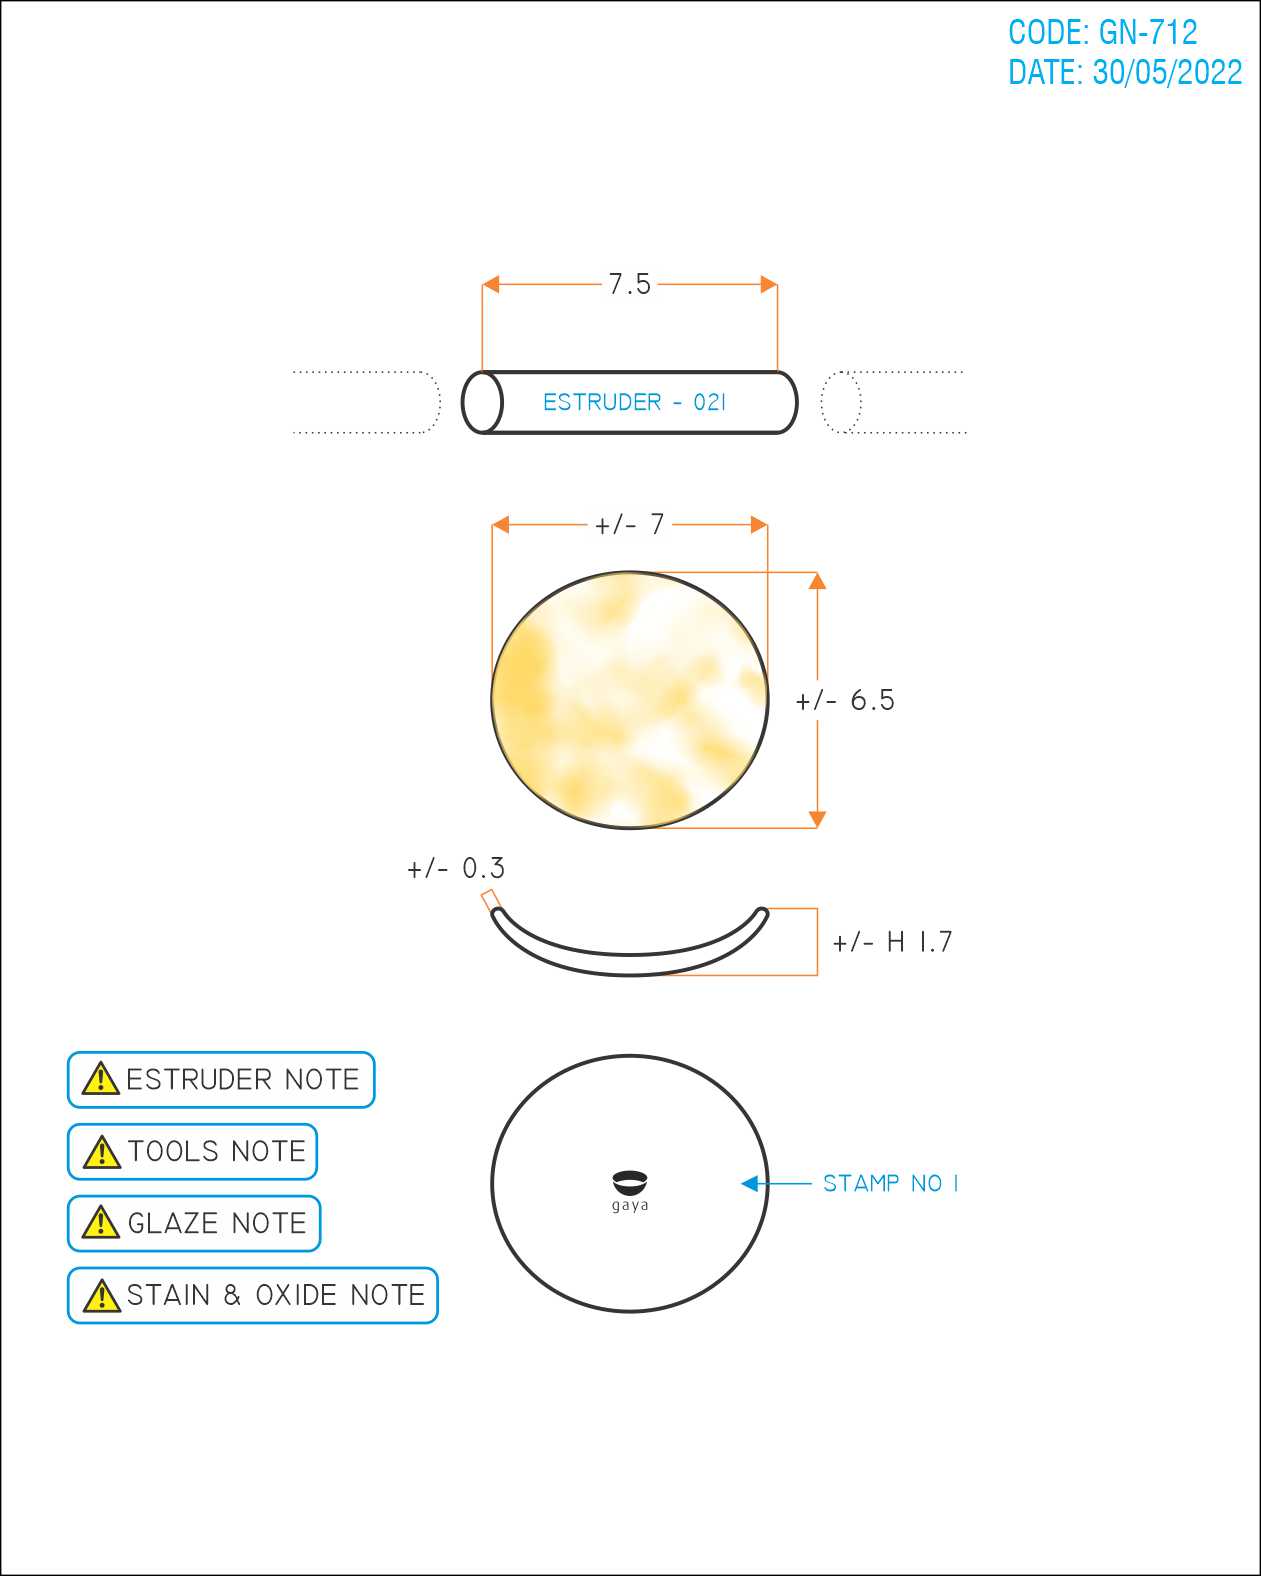 CODE: GN-712
DATE: 30/05/2022
7.5
ESTRUDER - 021
+/- 7
+/- 6.5
+/- 0.3
+/- H 1.7
ESTRUDER NOTE
TOOLS NOTE
GLAZE NOTE
STAIN & OXIDE NOTE
gaya
STAMP NO 1